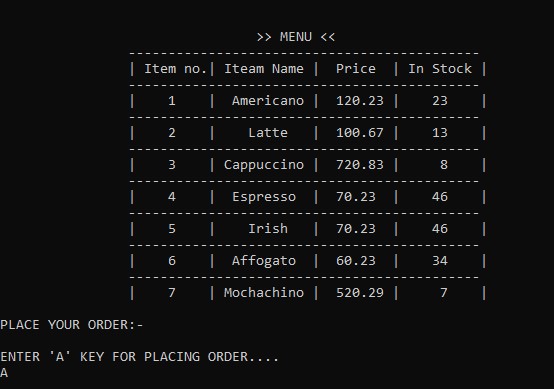 >> MENU <<
--------------------------------------------
| Item no.| Iteam Name |  Price  | In Stock |
--------------------------------------------
|    1    |  Americano | 120.23 |    23    |
--------------------------------------------
|    2    |    Latte   | 100.67 |    13    |
--------------------------------------------
|    3    | Cappuccino | 720.83 |     8    |
--------------------------------------------
|    4    |  Espresso  | 70.23  |    46    |
--------------------------------------------
|    5    |    Irish   | 70.23  |    46    |
--------------------------------------------
|    6    |  Affogato  | 60.23  |    34    |
--------------------------------------------
|    7    | Mochachino | 520.29 |     7    |
PLACE YOUR ORDER:-
ENTER 'A' KEY FOR PLACING ORDER....
A